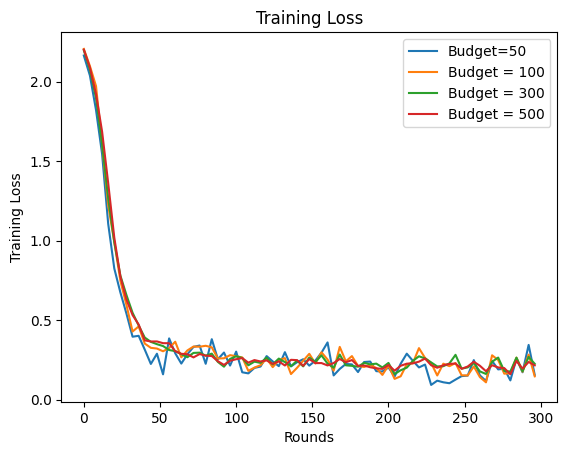 Training Loss
Budget=50
Budget = 100
Budget = 300
Budget = 500
Training Loss
2.0
1.5
1.0
0.5
0.0
0
50
100
150
200
250
300
Rounds